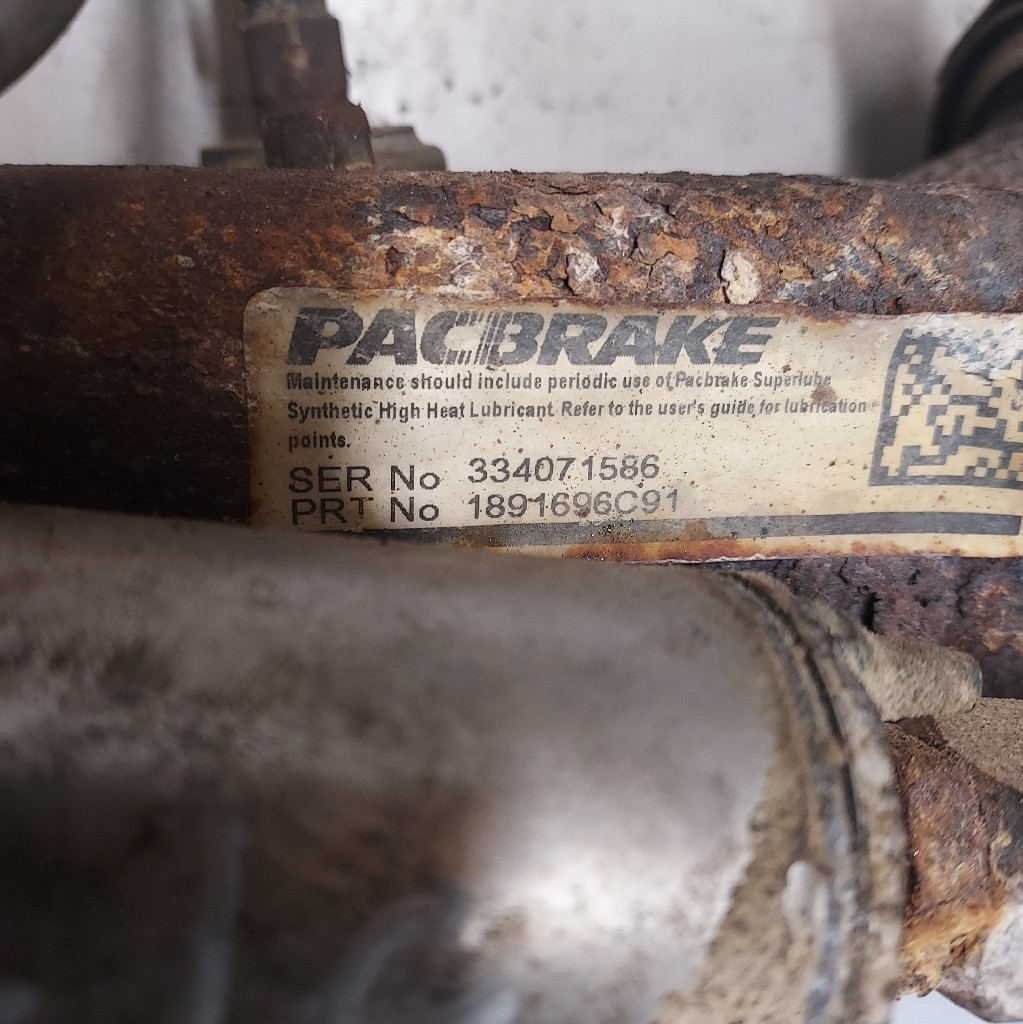 PACBRAKE
Maintenance should include periodic use of Pacbrake Superlube
Synthetic High Heat Lubricant. Refer to the user's guide for lubrication
points.
SER No 334071586
PRT No 1891696C91